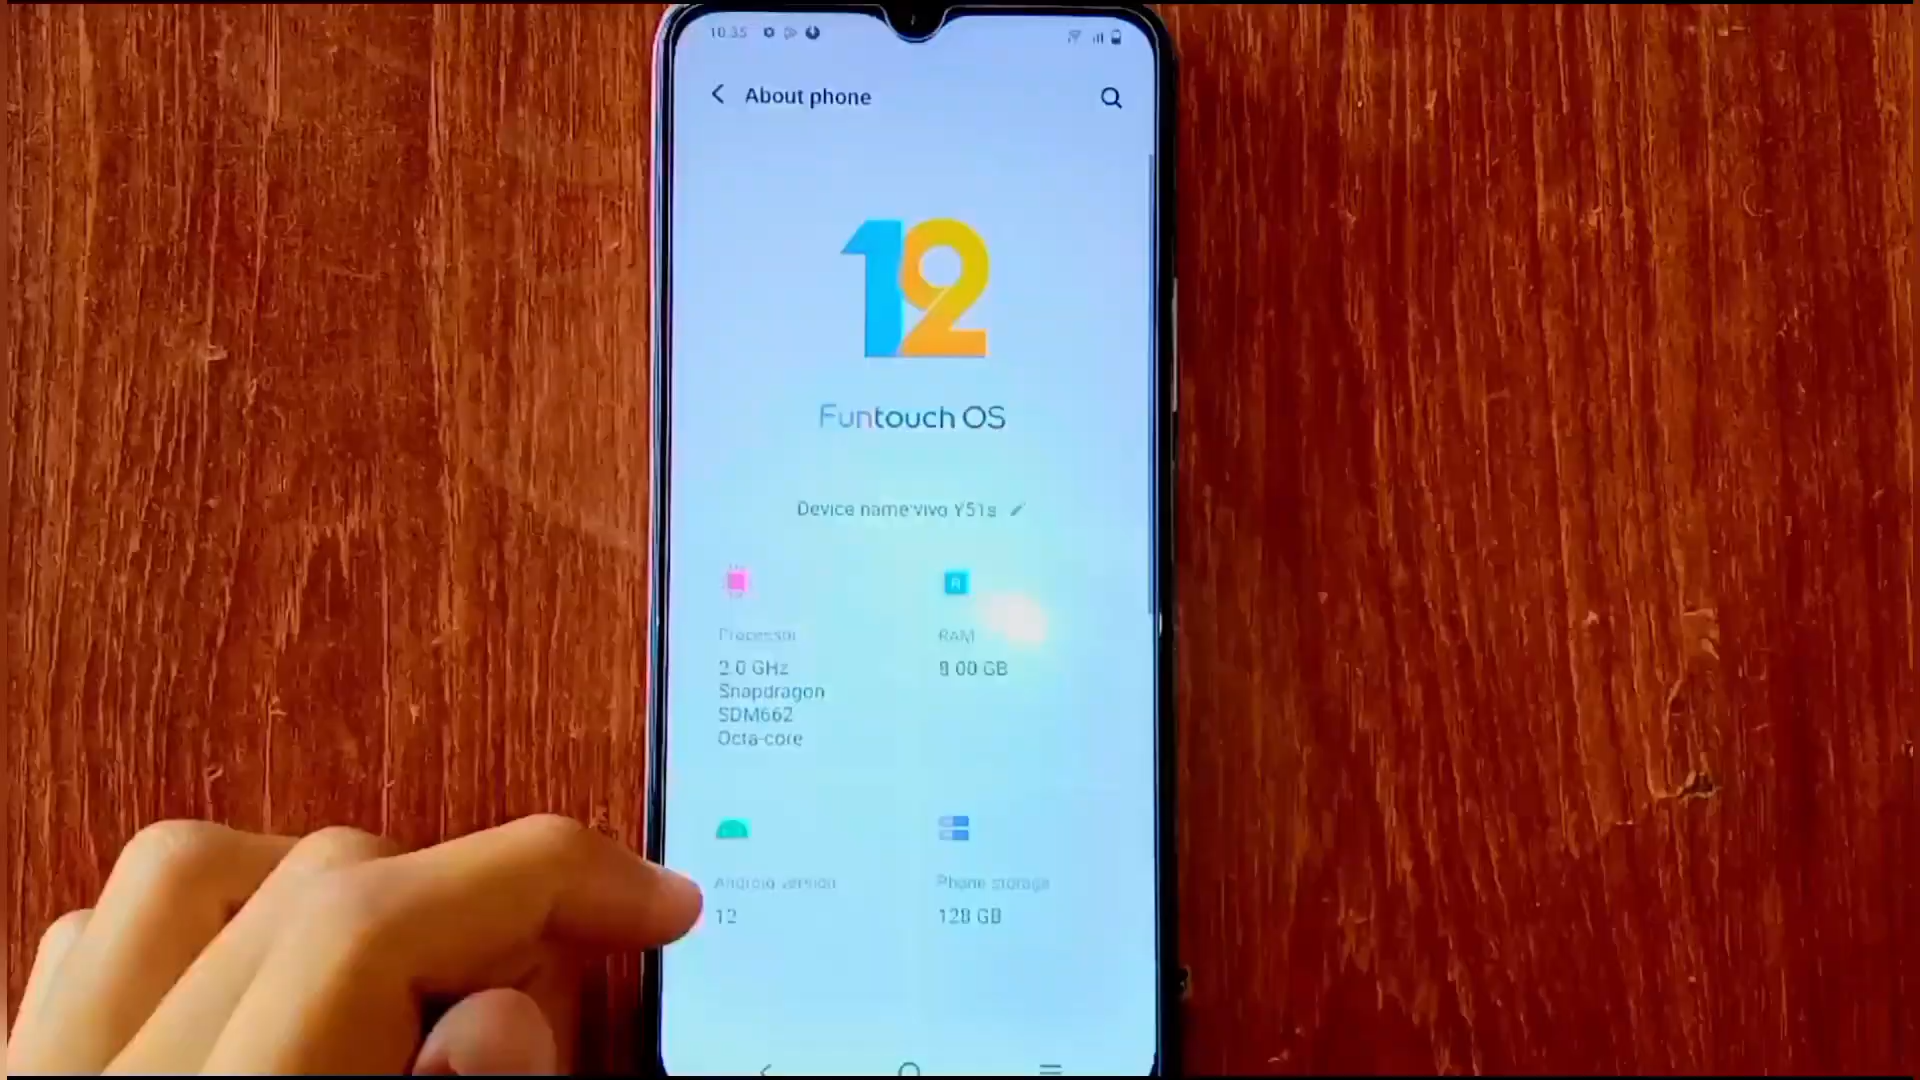 10:35
About phone
12
Funtouch OS
Device name:vivo Y51s
Processor
RAM
2.0 GHz
8.00 GB
Snapdragon
SDM662
Octa-core
Android version
Phone storage
12
128 GB